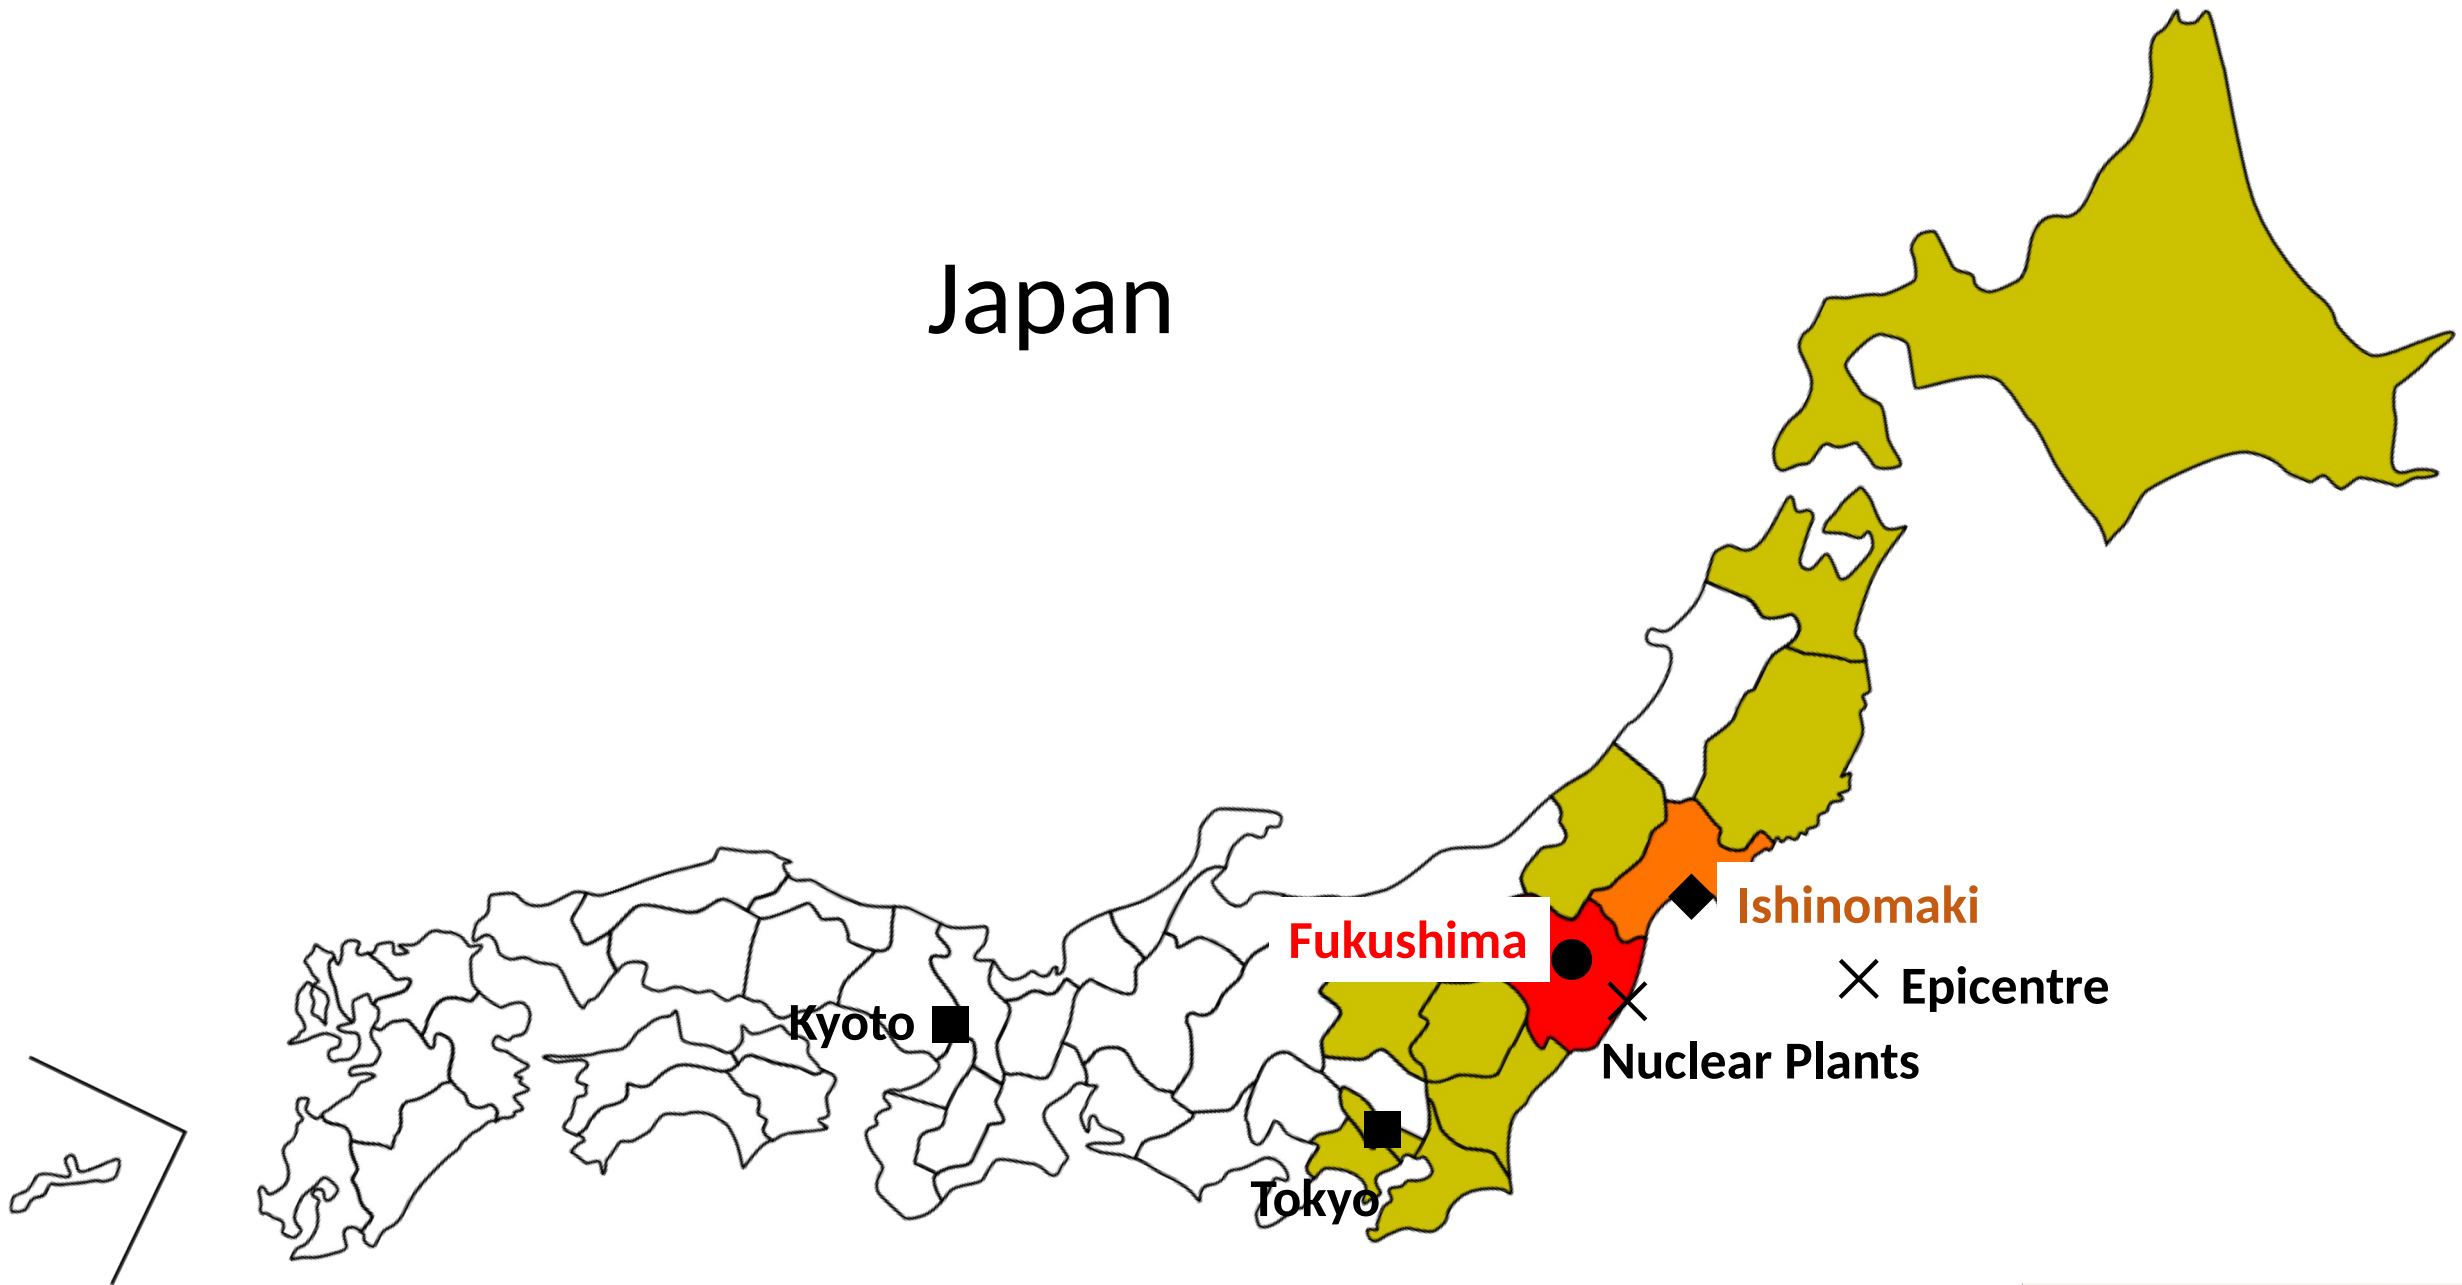 Japan
Ishinomaki
Fukushima
Epicentre
Kyoto
Nuclear Plants
Tokyo